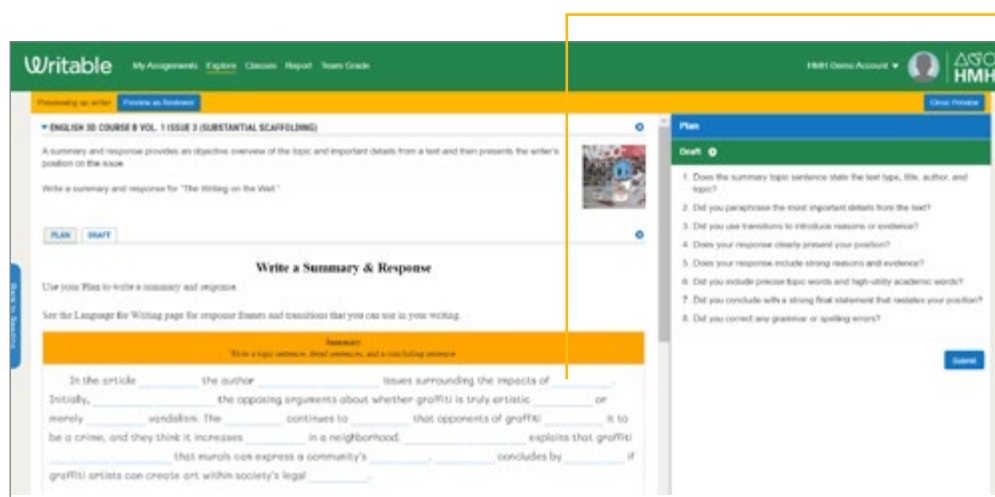 Writable My Assignments Explore Classes Report Team Grade
HMH Demo Account
HMH
Previewing as writer Preview as Reviewer
Close Preview
ENGLISH 3D COURSE B VOL. 1 ISSUE 3 (SUBSTANTIAL SCAFFOLDING)
A summary and response provides an objective overview of the topic and important details from a text and then presents the writer's
position on the issue
Write a summary and response for "The Writing on the Wall."
PLAN DRAFT
Write a Summary & Response
Use your Plan to write a summary and response.
See the Language for Writing page for response frames and transitions that you can use in your writing.
Summary
Write a topic sentence, detail sentences, and a concluding sentence
In the article the author issues surrounding the impacts of .
Initially, the opposing arguments about whether graffiti is truly artistic or
merely vandalism. The continues to that opponents of graffiti it to
be a crime, and they think it increases in a neighborhood. explains that graffiti
that murals can express a community's . concludes by if
graffiti artists can create art within society's legal .
Plan
Draft
1. Does the summary topic sentence state the text type, title, author, and
topic?
2. Did you paraphrase the most important details from the text?
3. Did you use transitions to introduce reasons or evidence?
4. Does your response clearly present your position?
5. Does your response include strong reasons and evidence?
6. Did you include precise topic words and high-utility academic words?
7. Did you conclude with a strong final statement that restates your position?
8. Did you correct any grammar or spelling errors?
Submit